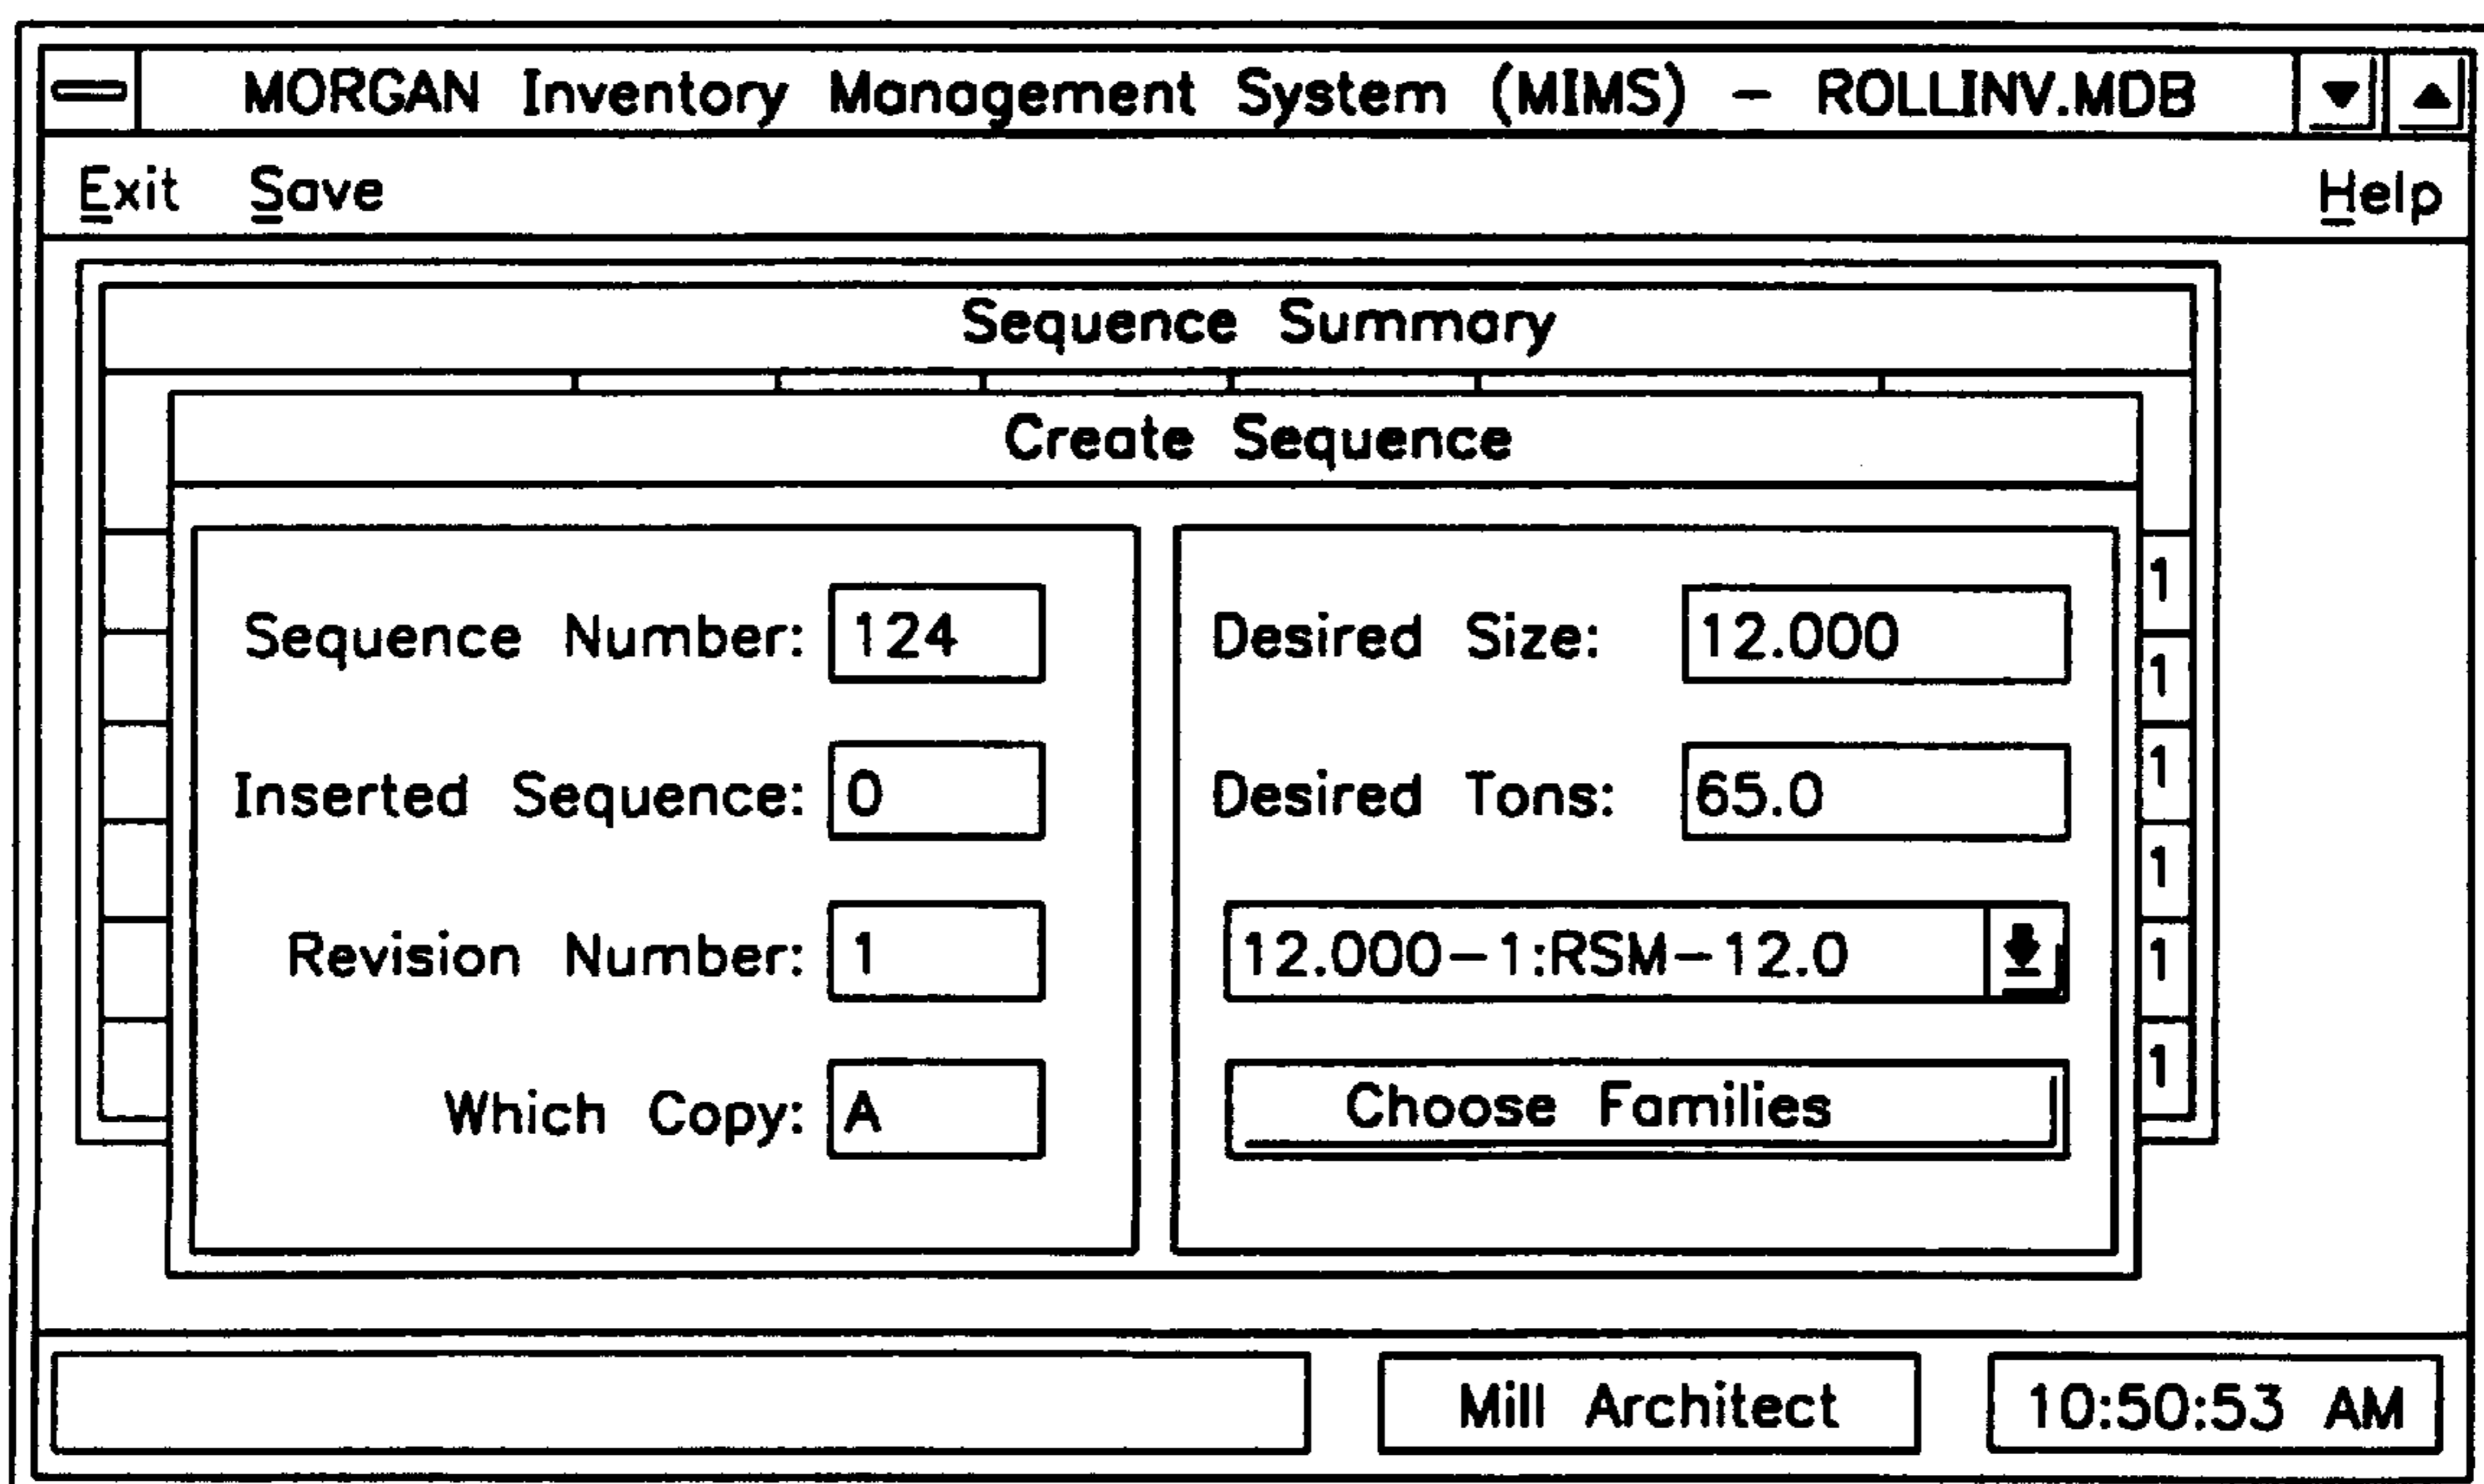 MORGAN Inventory Management System (MIMS) – ROLLINV.MDB
Exit Save Help
Sequence Summary
Create Sequence
Sequence Number: 124 Desired Size: 12.000 1
1
Inserted Sequence: 0 Desired Tons: 65.0 1
1
Revision Number: 1 12.000–1:RSM–12.0 1
Which Copy: A Choose Families 1
Mill Architect 10:50:53 AM